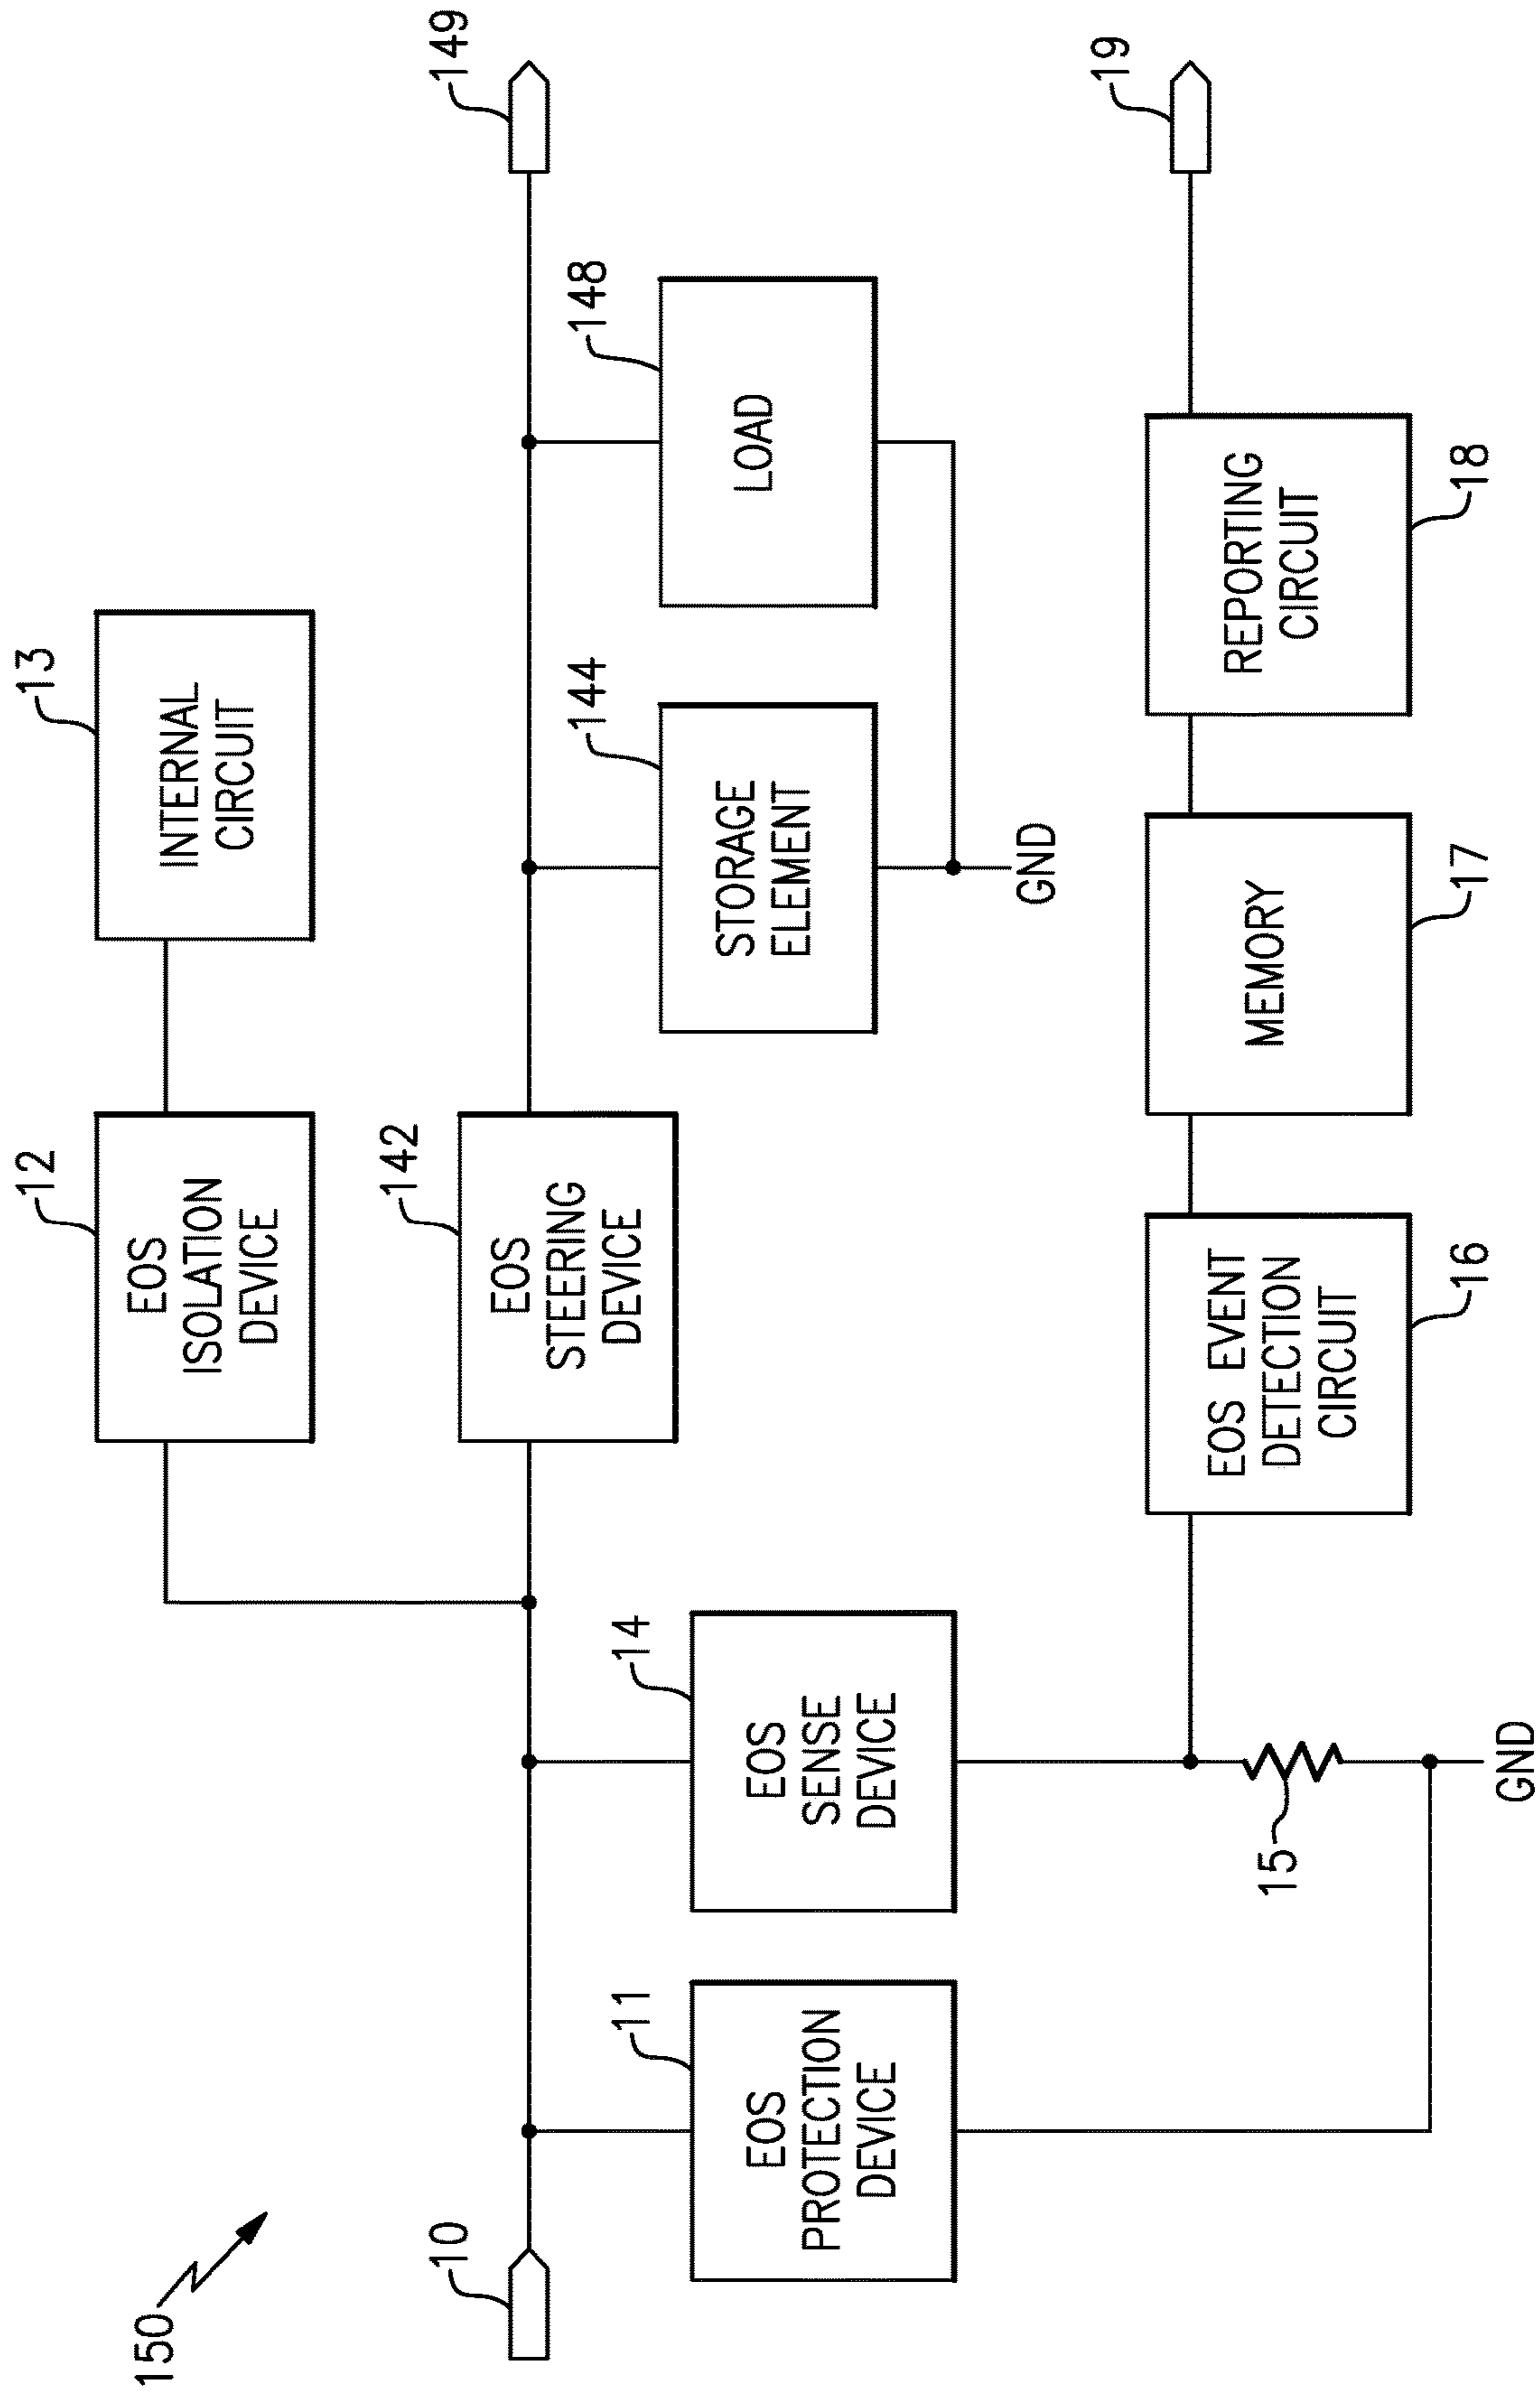 150
10
149
12
13
EOS
ISOLATION
DEVICE
INTERNAL
CIRCUIT
142
144
148
EOS
STEERING
DEVICE
STORAGE
ELEMENT
LOAD
GND
11
14
EOS
PROTECTION
DEVICE
EOS
SENSE
DEVICE
15
GND
EOS EVENT
DETECTION
CIRCUIT
16
MEMORY
17
REPORTING
CIRCUIT
18
19